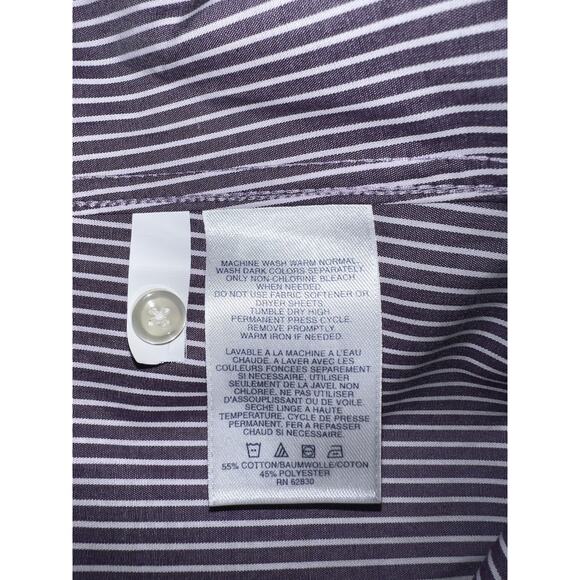 MACHINE WASH WARM NORMAL.
WASH DARK COLORS SEPARATELY.
ONLY NON-CHLORINE BLEACH
WHEN NEEDED.
DO NOT USE FABRIC SOFTENER OR
DRYER SHEETS.
TUMBLE DRY HIGH.
PERMANENT PRESS CYCLE.
REMOVE PROMPTLY.
WARM IRON IF NEEDED.
LAVABLE A LA MACHINE A L'EAU
CHAUDE. A LAVER AVEC LES
COULEURS FONCÉES SEPAREMENT
SI NECESSAIRE, UTILISER
SEULEMENT DE LA JAVEL NON
CHLOREE. NE PAS UTILISER
D'ASSOUPLISSANT OU DE VOILE.
SECHE LINGE A HAUTE
TEMPERATURE. CYCLE DE PRESSE
PERMANENT. FER A REPASSER
CHAUD SI NECESSAIRE.
55% COTTON/BAUMWOLLE/COTON
45% POLYESTER
RN 62830